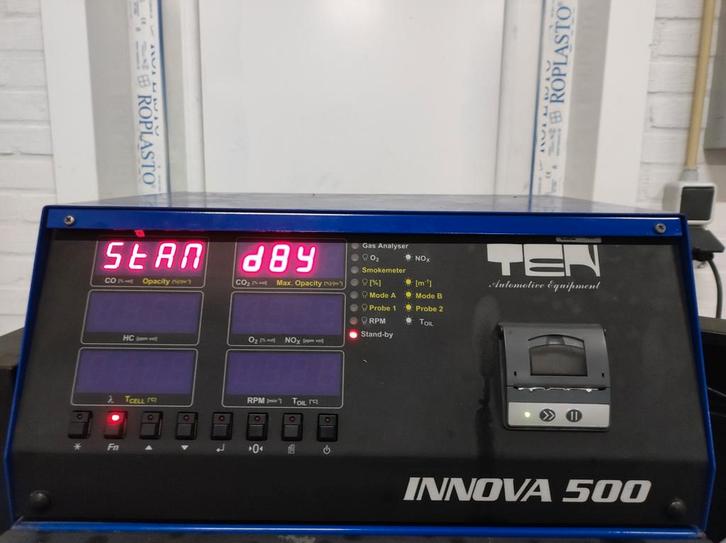 ROPLASTO
ROPLASTO
StAn
dBY
CO [% vol] Opacity [%]/[m⁻¹]
CO₂ [% vol] Max. Opacity [%]/[m⁻¹]
HC [ppm vol]
O₂ [% vol] NOx [ppm vol]
λ TCELL [°C]
RPM [min⁻¹] TOIL [°C]
Fn
▸0◂
Gas Analyser
O₂ NOx
Smokemeter
[%] [m⁻¹]
Mode A Mode B
Probe 1 Probe 2
RPM TOIL
Stand-by
TEN
Automotive Equipment
INNOVA 500